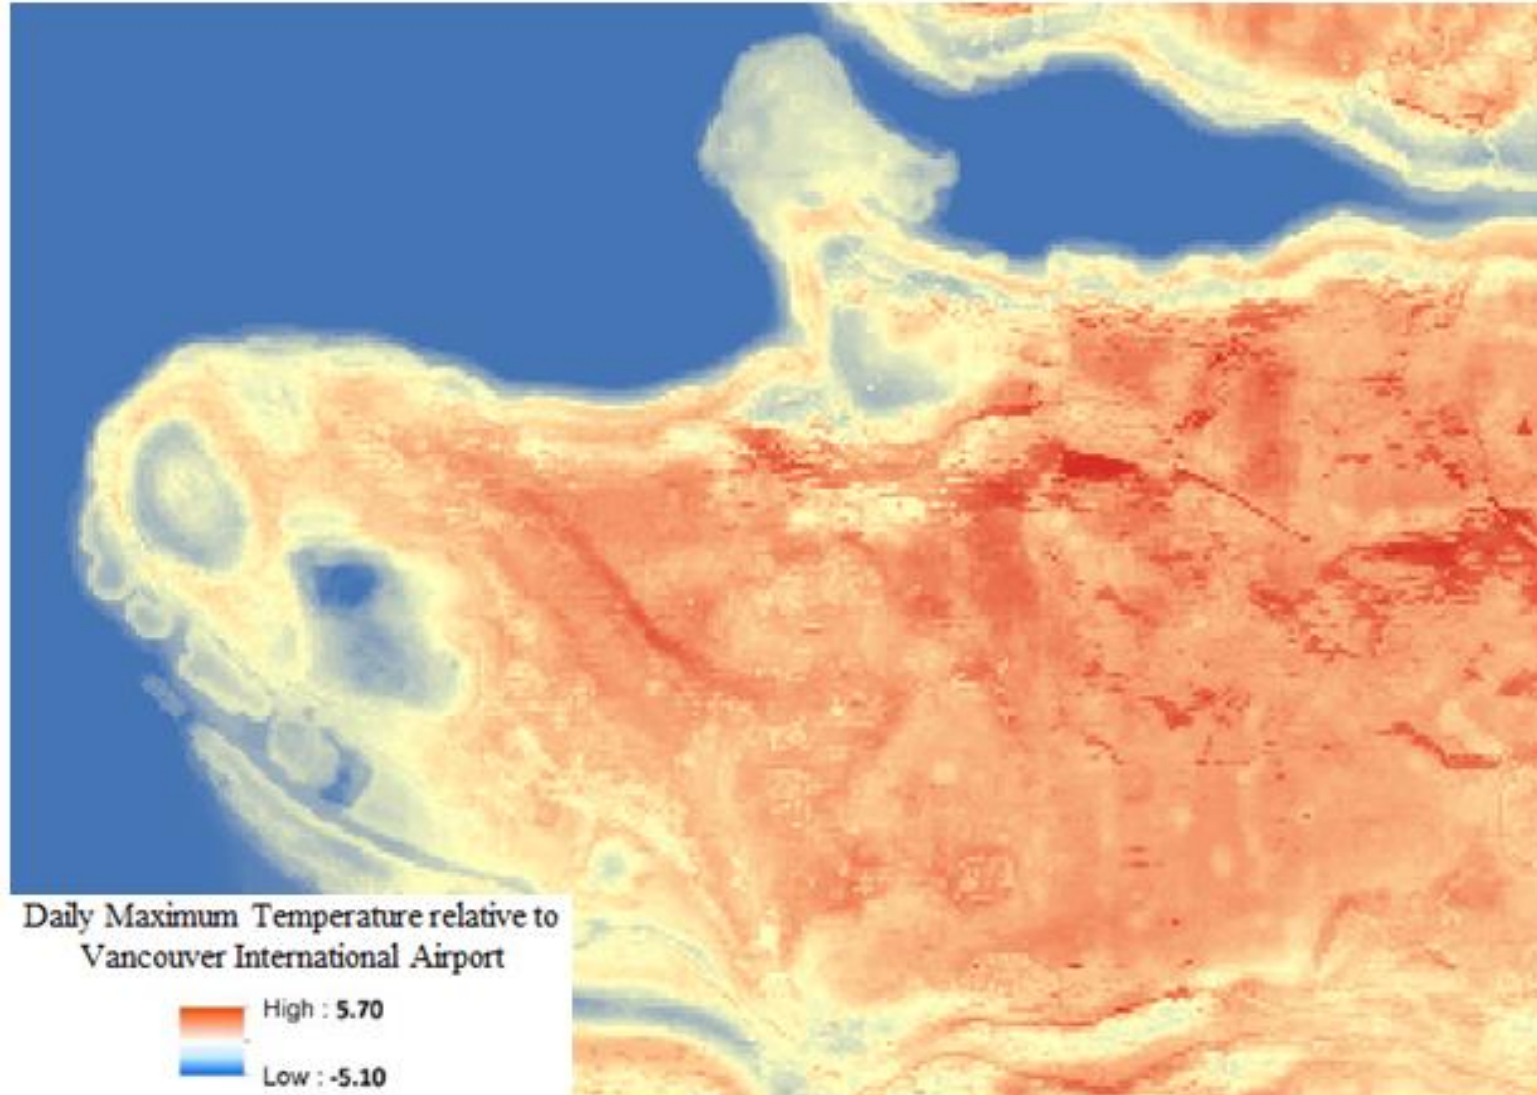 Daily Maximum Temperature relative to
Vancouver International Airport
High : 5.70
Low : -5.10